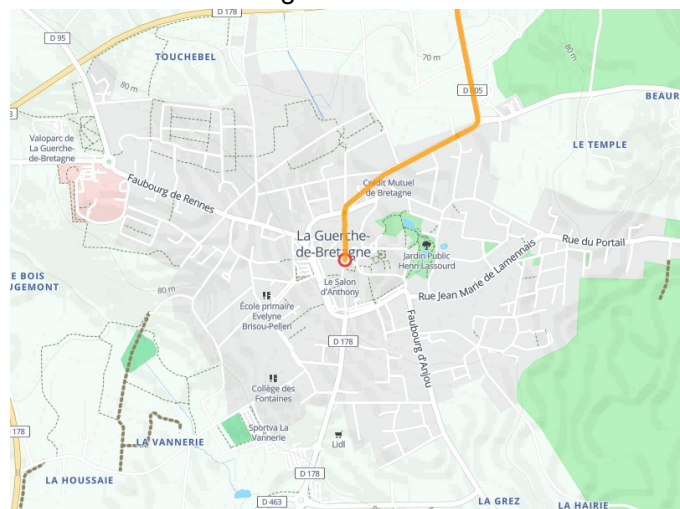 D 178
D 95
TOUCHEBEL
70 m
80 m
80 m
D 105
BEAUR
Valoparc de
La Guerche-
de-Bretagne
LE TEMPLE
Faubourg de Rennes
Crédit Mutuel
de Bretagne
La Guerche-
de-Bretagne
Jardin Public
Henri Lassourd
Rue du Portail
Rue Jean Marie de Lamennais
E BOIS
UGEMONT
80 m
Le Salon
d'Anthony
École primaire
Evelyne
Brisou-Pellen
D 178
Faubourg d'Anjou
Collège des
Fontaines
Sportva La
Vannerie
Lidl
178
LA VANNERIE
D 178
LA HOUSSAIE
D 463
LA GREZ
LA HAIRIE